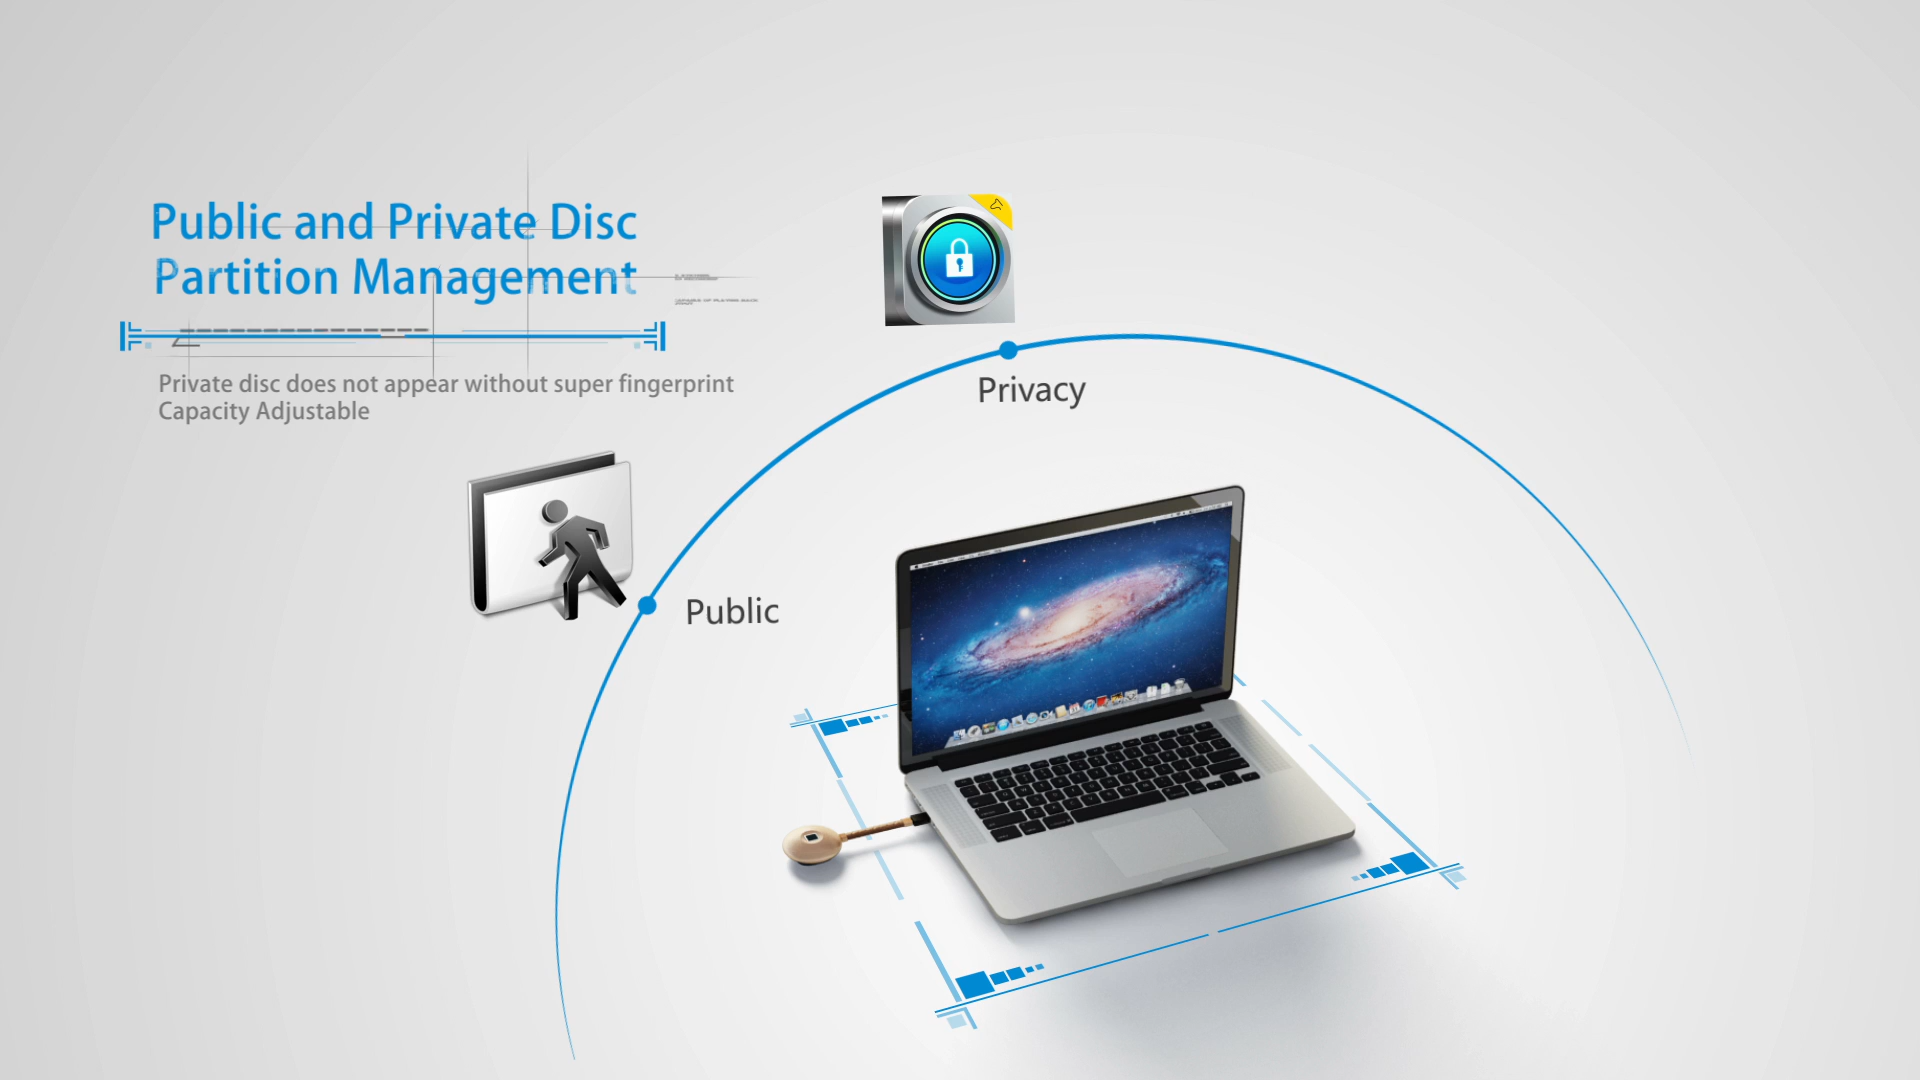 Public and Private Disc
Partition Management
Private disc does not appear without super fingerprint
Capacity Adjustable
Privacy
Public